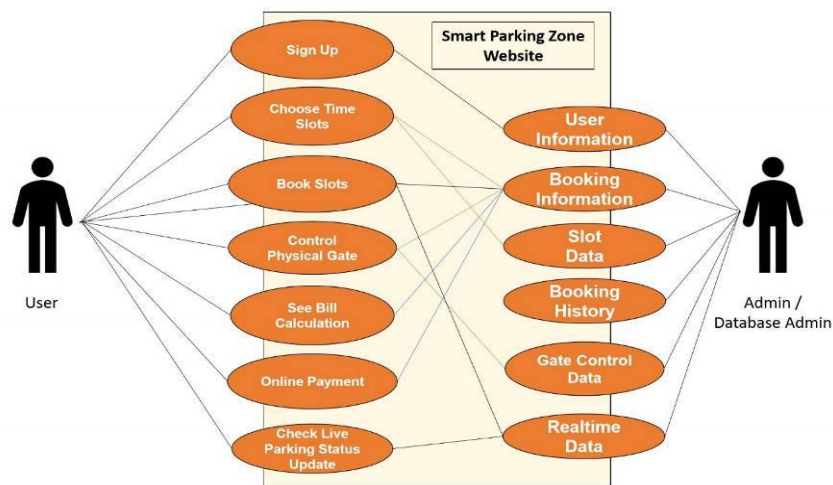 Smart Parking Zone
Website
Sign Up
Choose Time
Slots
Book Slots
Control
Physical Gate
See Bill
Calculation
Online Payment
Check Live
Parking Status
Update
User
Information
Booking
Information
Slot
Data
Booking
History
Gate Control
Data
Realtime
Data
User
Admin /
Database Admin